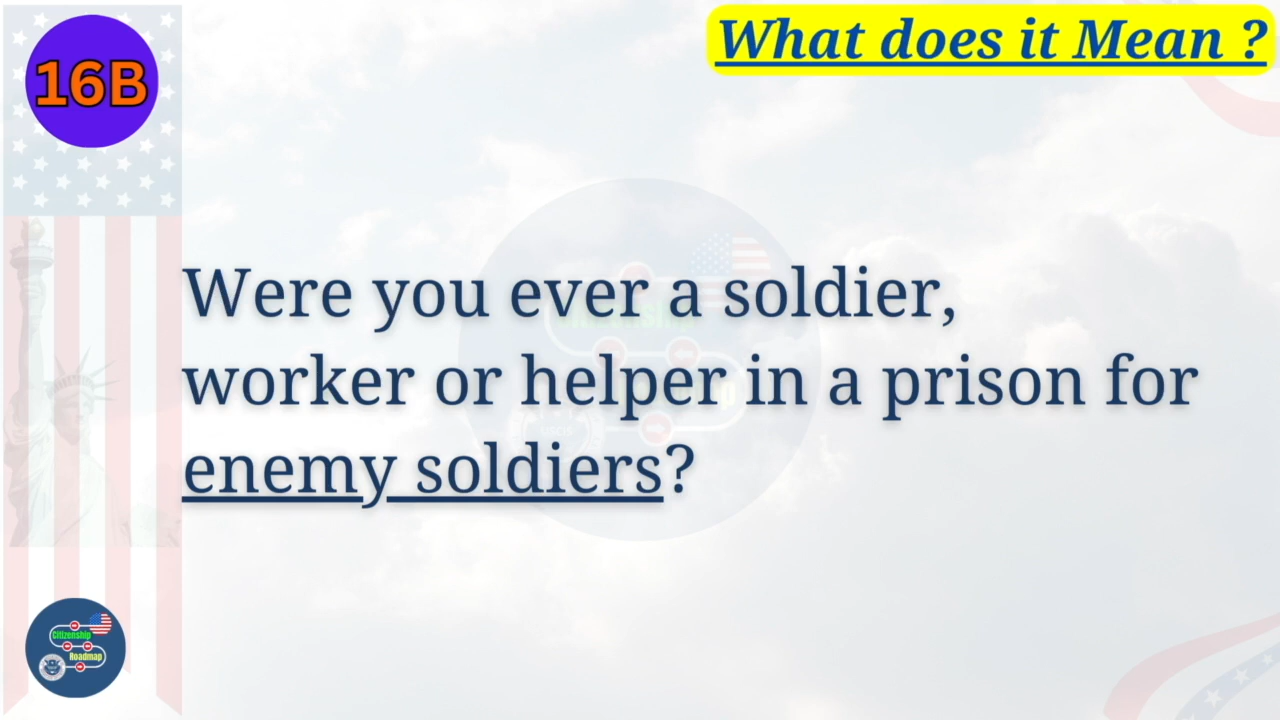 16B
What does it Mean ?
Were you ever a soldier,
worker or helper in a prison for
enemy soldiers?
Citizenship
Roadmap